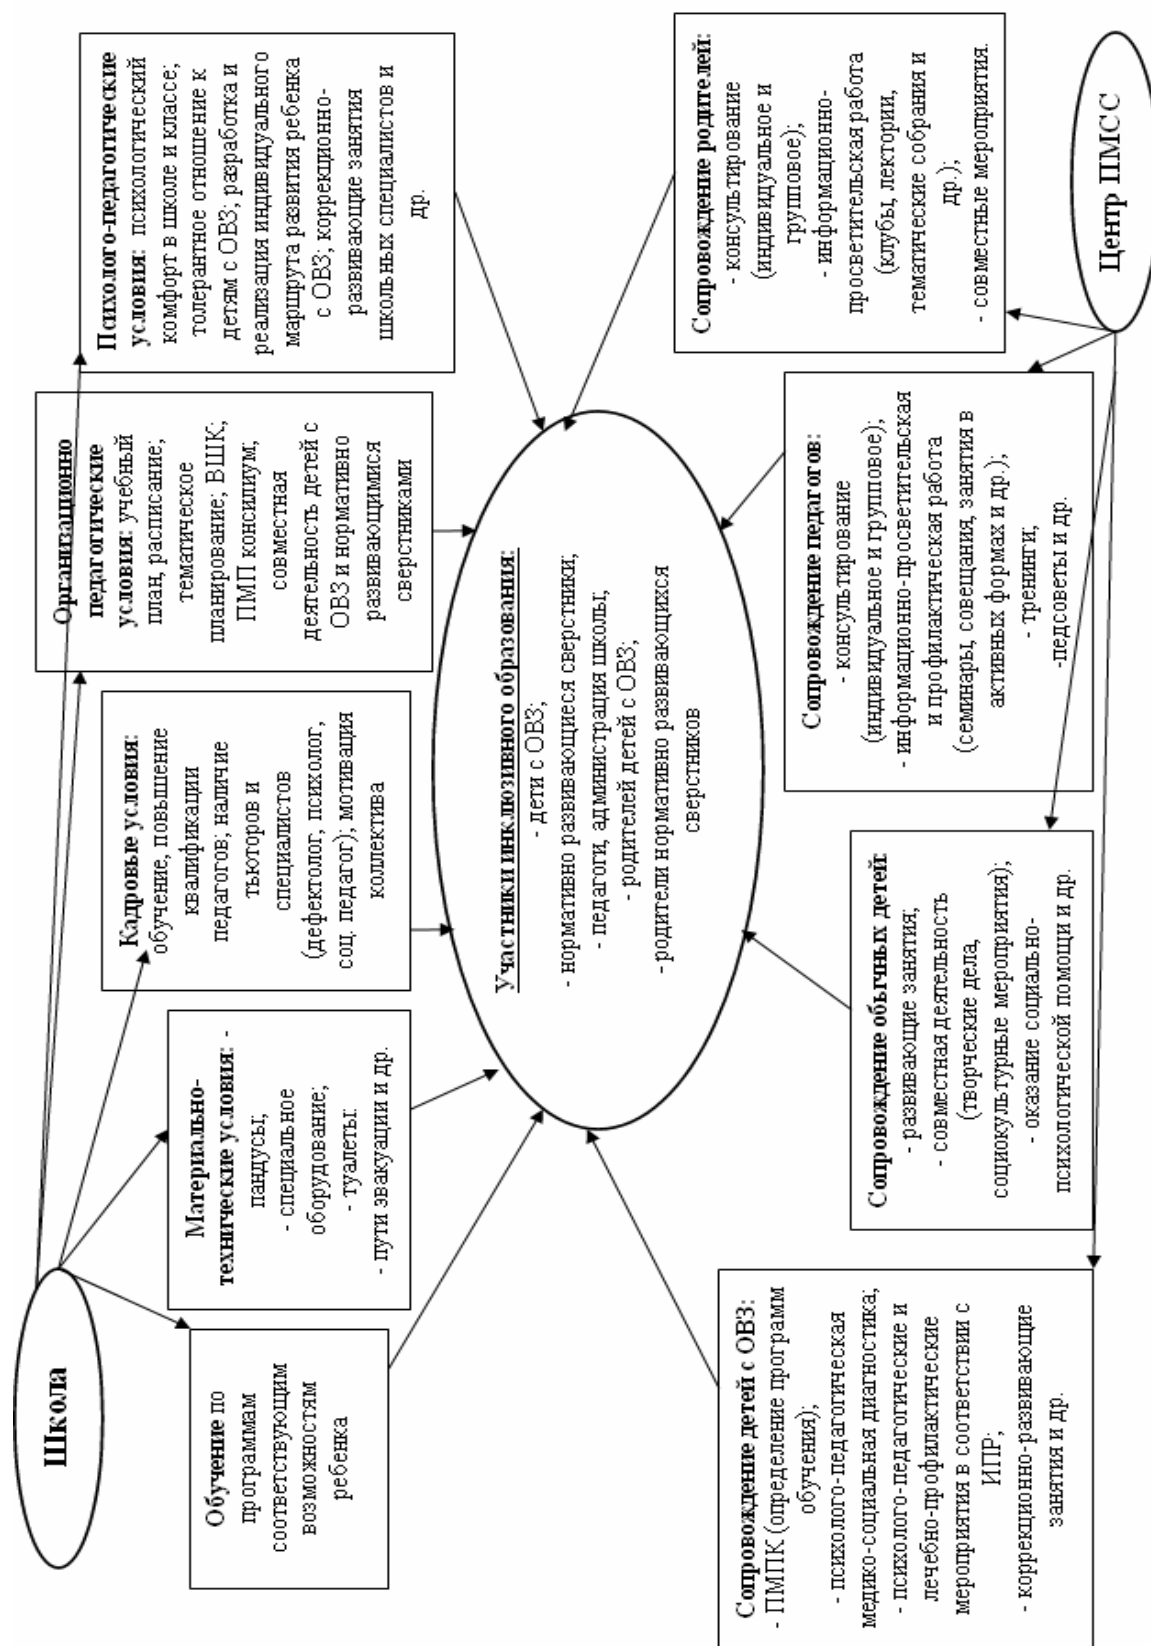 Школа
Обучение по
программам
соответствующим
возможностям
ребенка
Материально-
технические условия: -
пандусы;
- специальное
оборудование;
- туалеты:
- пути эвакуации и др.
Кадровые условия:
обучение, повышение
квалификации
педагогов; наличие
тьюторов и
специалистов
(дефектолог, психолог,
соц. педагог); мотивация
коллектива
Организационно
педагогические
условия: учебный
план, расписание;
тематическое
планирование; ВШК;
ПМП консилиум;
совместная
деятельность детей с
ОВЗ и нормативно
развивающимися
сверстниками
Психолого-педагогические
условия: психологический
комфорт в школе и классе;
толерантное отношение к
детям с ОВЗ; разработка и
реализация индивидуального
маршрута развития ребенка
с ОВЗ; коррекционно-
развивающие занятия
школьных специалистов и
др.
Участники инклюзивного образования:
- дети с ОВЗ;
- нормативно развивающиеся сверстники;
- педагоги, администрация школы;
- родителей детей с ОВЗ;
-родители нормативно развивающихся
сверстников
Сопровождение детей с ОВЗ:
- ПМПК (определение программ
обучения);
- психолого-педагогическая
медико-социальная диагностика;
- психолого-педагогические и
лечебно-профилактические
мероприятия в соответствии с
ИПР;
- коррекционно-развивающие
занятия и др.
Сопровождение обычных детей:
- развивающие занятия;
- совместная деятельность
(творческие дела,
социокультурные мероприятия);
- оказание социально-
психологической помощи и др.
Сопровождение педагогов:
- консультирование
(индивидуальное и групповое);
- информационно-просветительская
и профилактическая работа
(семинары, совещания, занятия в
активных формах и др.);
- тренинги;
-педсоветы и др.
Сопровождение родителей:
- консультирование
(индивидуальное и
групповое);
- информационно-
просветительская работа
(клубы, лектории,
тематические собрания и
др.);
- совместные мероприятия.
Центр ПМСС